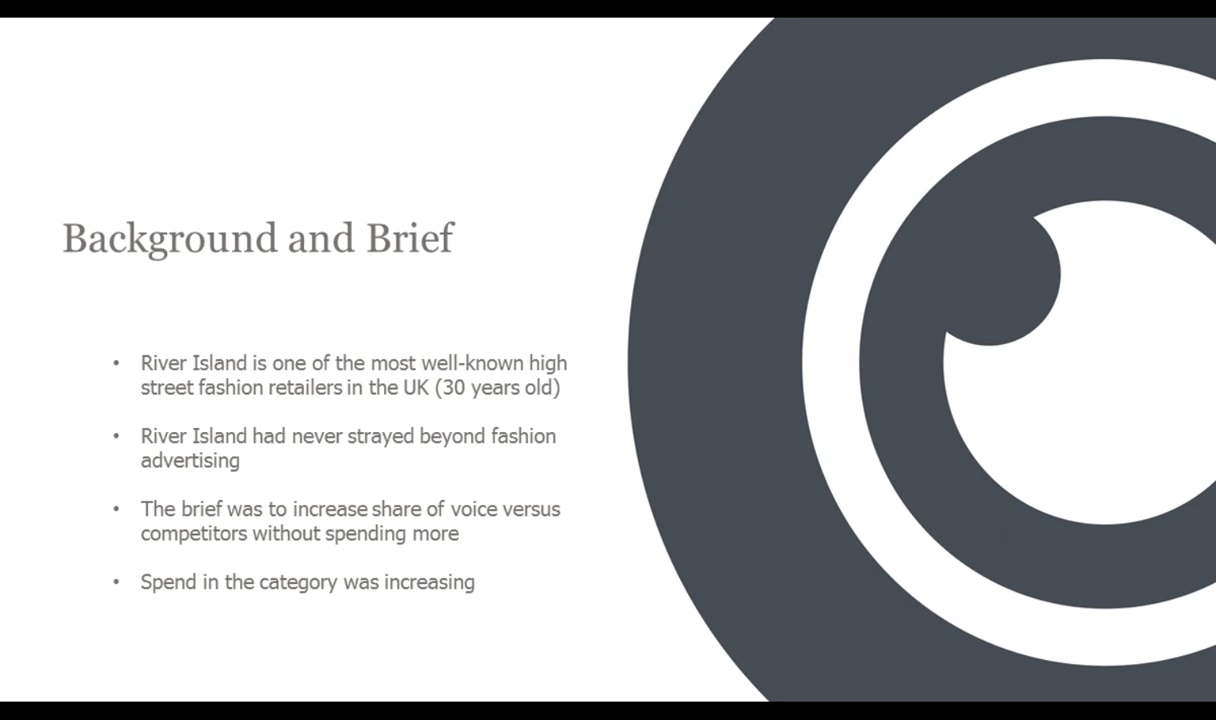 Background and Brief
• River Island is one of the most well-known high
street fashion retailers in the UK (30 years old)
• River Island had never strayed beyond fashion
advertising
• The brief was to increase share of voice versus
competitors without spending more
• Spend in the category was increasing